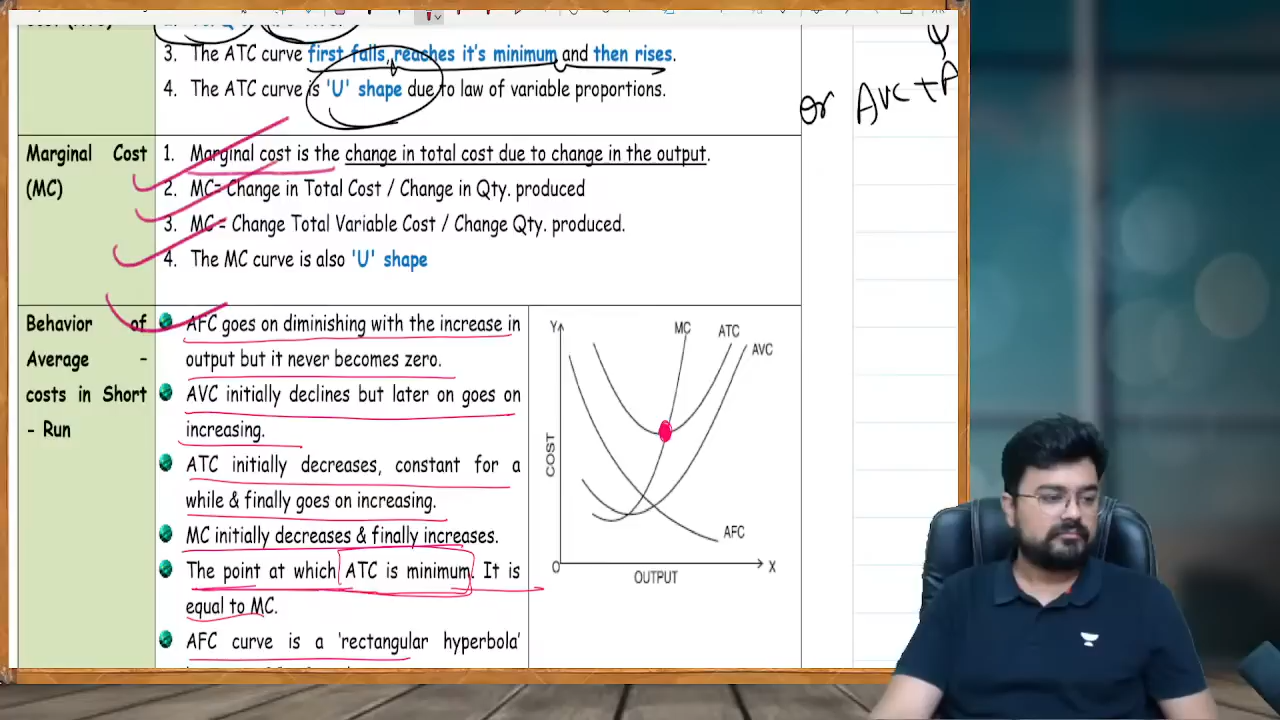 3. The ATC curve first falls, reaches it's minimum and then rises.
4. The ATC curve is 'U' shape due to law of variable proportions.
or AVC + A
Marginal Cost (MC)
1. Marginal cost is the change in total cost due to change in the output.
2. MC= Change in Total Cost / Change in Qty. produced
3. MC = Change Total Variable Cost / Change Qty. produced.
4. The MC curve is also 'U' shape
Behavior of
Average -
costs in Short
- Run
AFC goes on diminishing with the increase in
output but it never becomes zero.
AVC initially declines but later on goes on
increasing.
ATC initially decreases, constant for a
while & finally goes on increasing.
MC initially decreases & finally increases.
The point at which ATC is minimum. It is
equal to MC.
AFC curve is a 'rectangular hyperbola'
Y
MC
ATC
AVC
COST
AFC
O
X
OUTPUT